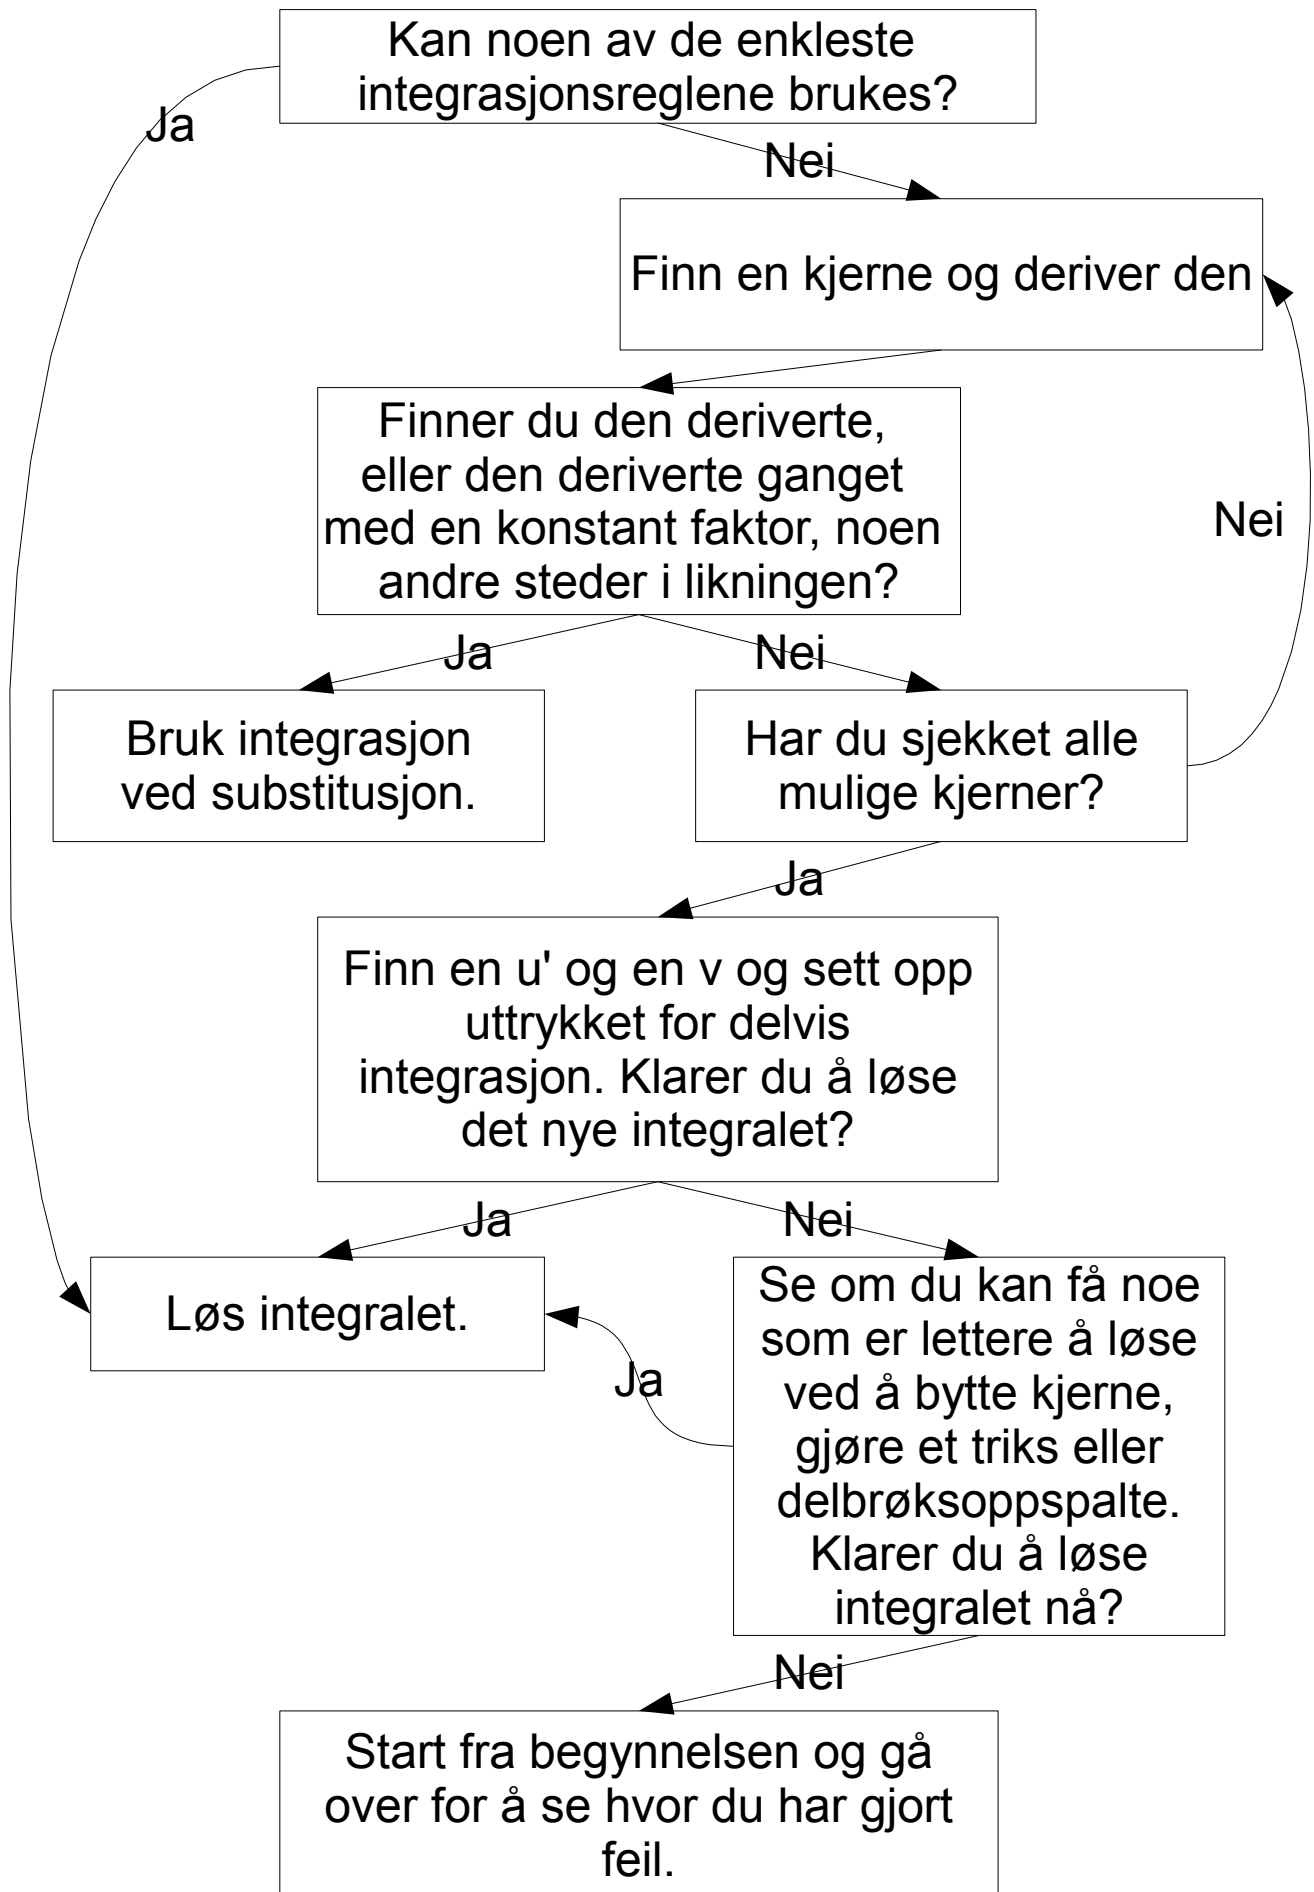 Kan noen av de enkleste
integrasjonsreglene brukes?
Ja
Nei
Finn en kjerne og deriver den
Finner du den deriverte,
eller den deriverte ganget
med en konstant faktor, noen
andre steder i likningen?
Nei
Ja
Nei
Bruk integrasjon
ved substitusjon.
Har du sjekket alle
mulige kjerner?
Ja
Finn en u' og en v og sett opp
uttrykket for delvis
integrasjon. Klarer du å løse
det nye integralet?
Ja
Nei
Løs integralet.
Ja
Se om du kan få noe
som er lettere å løse
ved å bytte kjerne,
gjøre et triks eller
delbrøksoppspalte.
Klarer du å løse
integralet nå?
Nei
Start fra begynnelsen og gå
over for å se hvor du har gjort
feil.